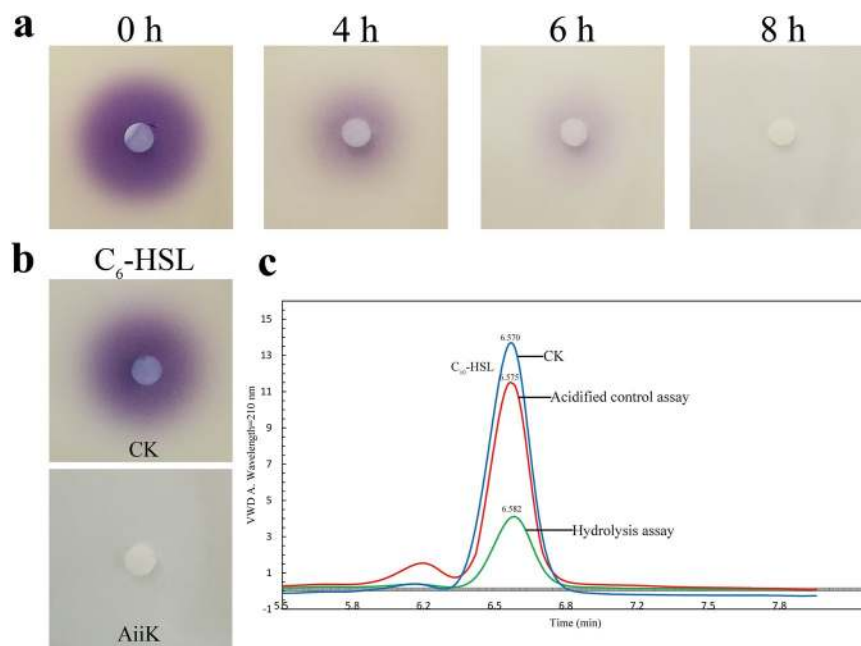 a
0 h
4 h
6 h
8 h
b
C₆-HSL
CK
AiiK
c
15
13
11
9
7
5
3
1
-1
VWD A. Wavelength=210 nm
6.570
CK
C₁₀-HSL
6.575
Acidified control assay
6.582
Hydrolysis assay
5.5
5.8
6.2
6.5
6.8
7.2
7.5
7.8
Time (min)